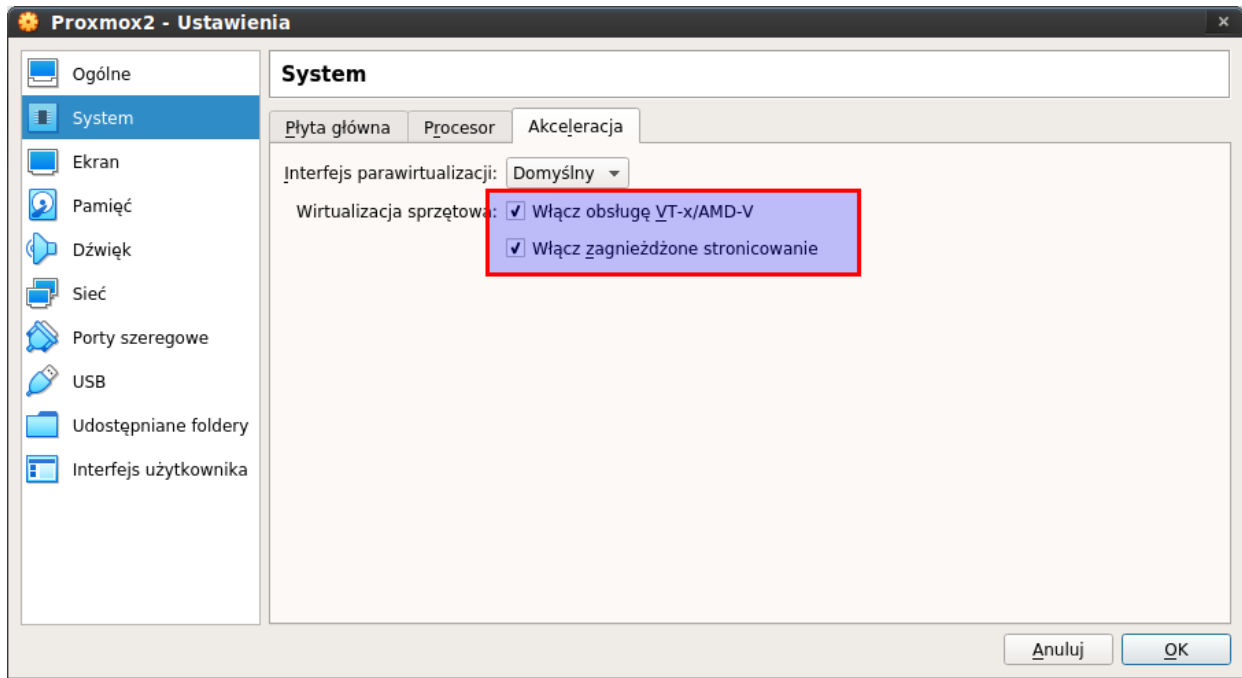 Proxmox2 - Ustawienia
Ogólne
System
Ekran
Pamięć
Dźwięk
Sieć
Porty szeregowe
USB
Udostępniane foldery
Interfejs użytkownika
System
Płyta główna Procesor Akceleracja
Interfejs parawirtualizacji: Domyślny
Wirtualizacja sprzętowa: Włącz obsługę VT-x/AMD-V
Włącz zagnieżdżone stronicowanie
Anuluj OK